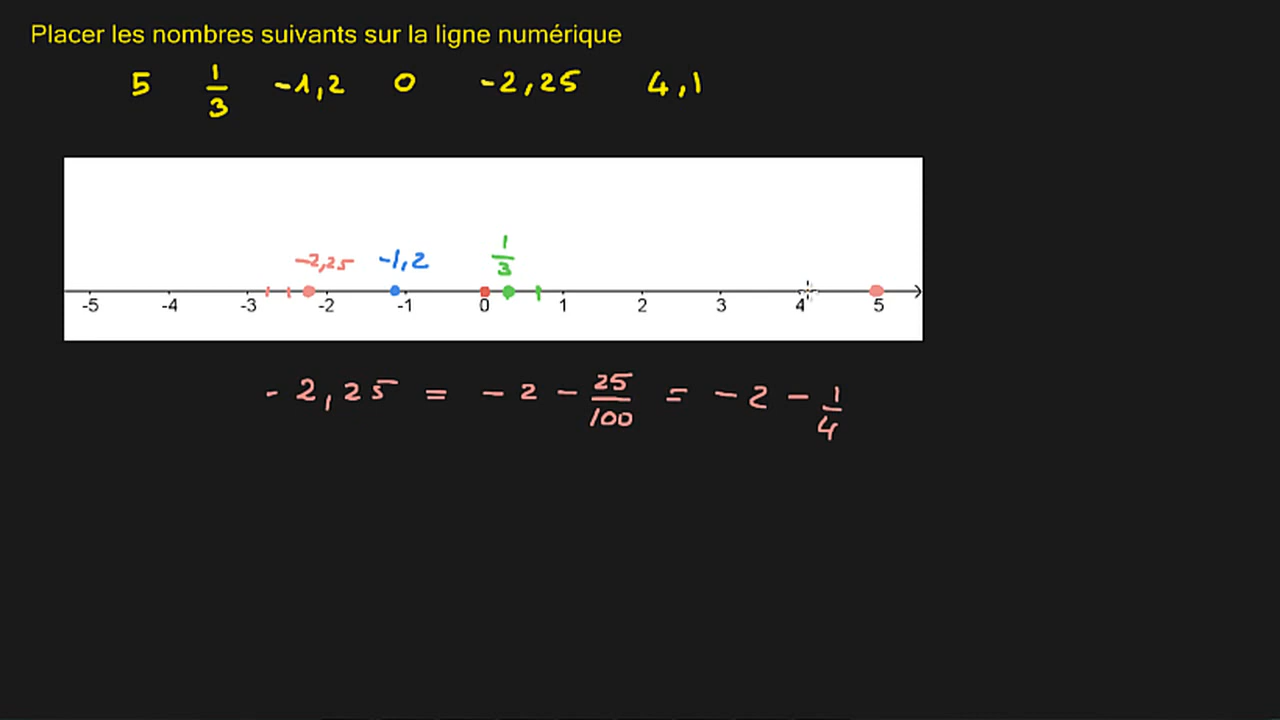 Placer les nombres suivants sur la ligne numérique
5 1/3 -1,2 0 -2,25 4,1
-2,25 -1,2 1/3
-5 -4 -3 -2 -1 0 1 2 3 4 5
- 2,25 = - 2 - 25/100 = - 2 - 1/4